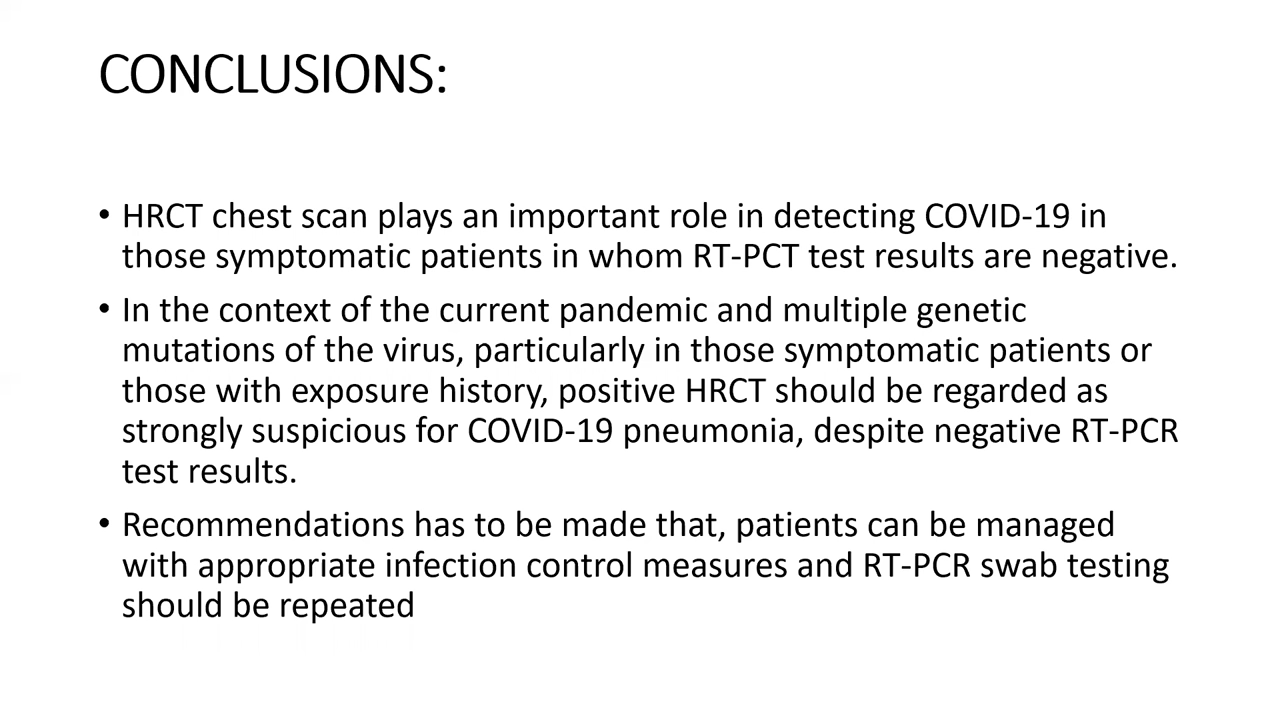 CONCLUSIONS:
• HRCT chest scan plays an important role in detecting COVID-19 in
those symptomatic patients in whom RT-PCT test results are negative.
• In the context of the current pandemic and multiple genetic
mutations of the virus, particularly in those symptomatic patients or
those with exposure history, positive HRCT should be regarded as
strongly suspicious for COVID-19 pneumonia, despite negative RT-PCR
test results.
• Recommendations has to be made that, patients can be managed
with appropriate infection control measures and RT-PCR swab testing
should be repeated